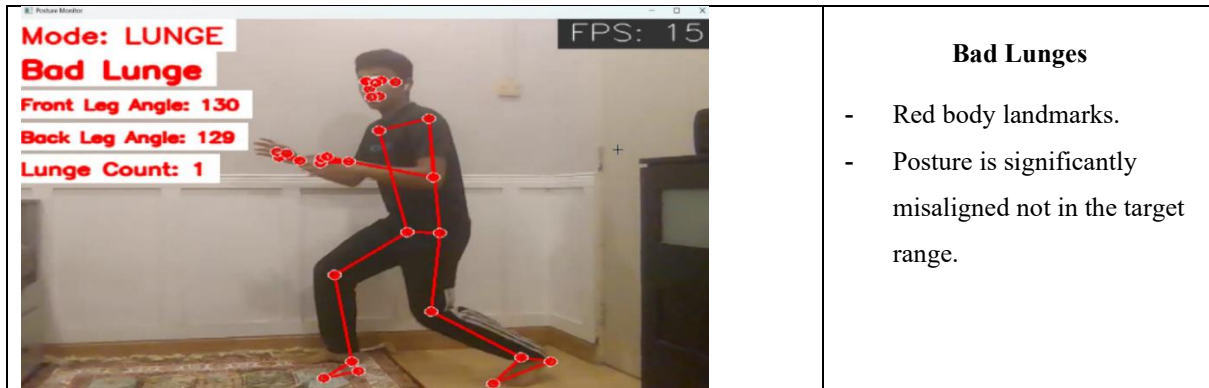 Posture Monitor
Mode: LUNGE
FPS: 15
Bad Lunge
Front Leg Angle: 130
Back Leg Angle: 129
Lunge Count: 1
Bad Lunges
- Red body landmarks.
- Posture is significantly
misaligned not in the target
range.